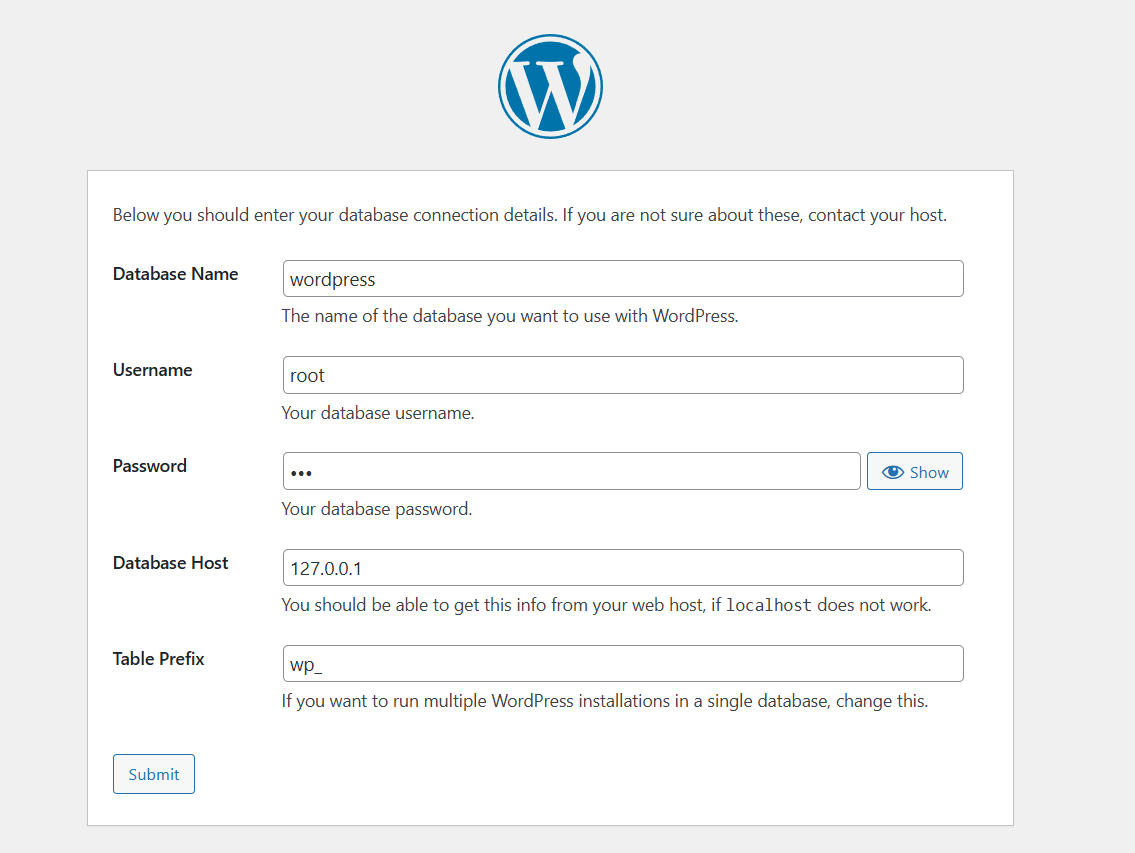 Below you should enter your database connection details. If you are not sure about these, contact your host.
Database Name
wordpress
The name of the database you want to use with WordPress.
Username
root
Your database username.
Password
•••
Show
Your database password.
Database Host
127.0.0.1
You should be able to get this info from your web host, if localhost does not work.
Table Prefix
wp_
If you want to run multiple WordPress installations in a single database, change this.
Submit